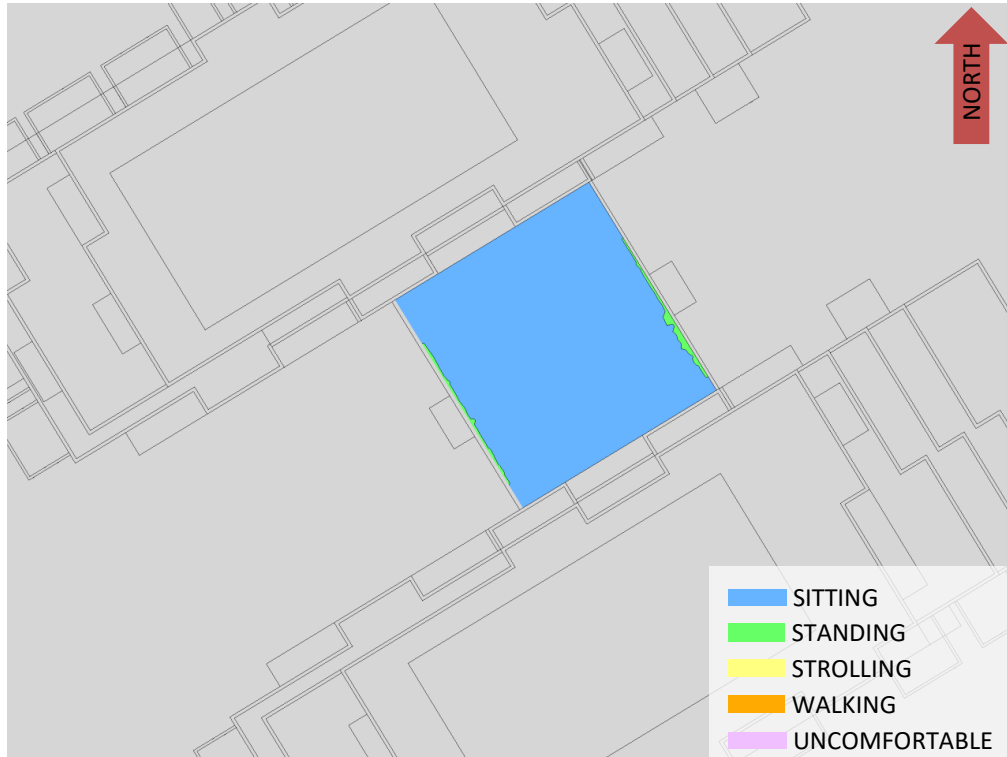 NORTH
SITTING
STANDING
STROLLING
WALKING
UNCOMFORTABLE